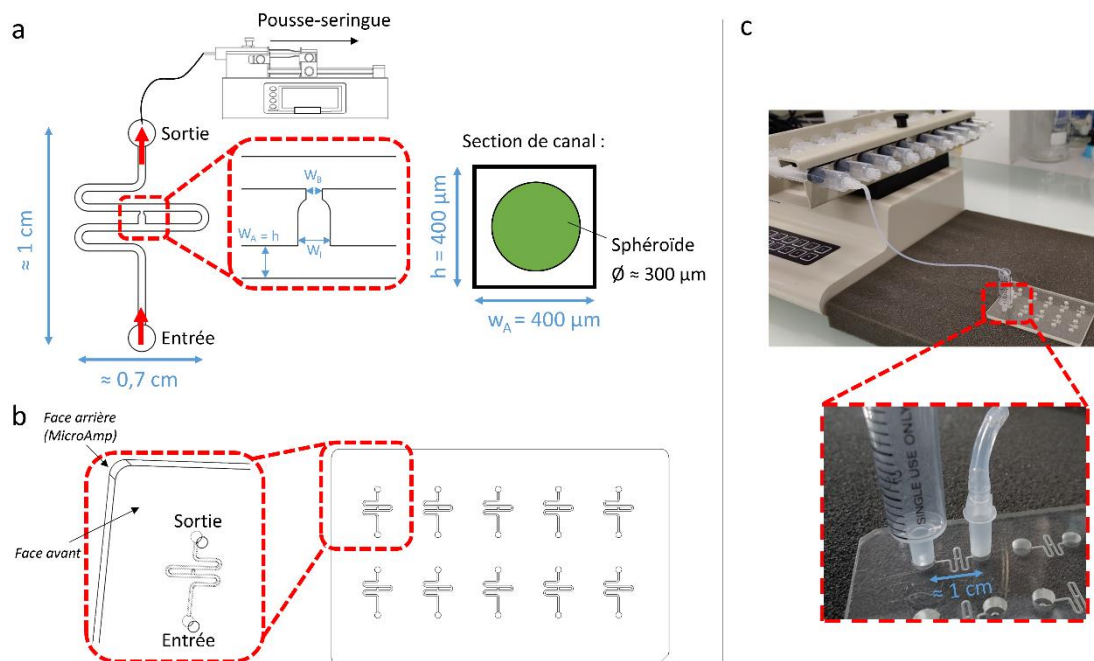 a
Pousse-seringue
Sortie
Entrée
≈ 1 cm
≈ 0,7 cm
W_B
W_A = h
W_I
Section de canal :
h = 400 µm
w_A = 400 µm
Sphéroïde
Ø ≈ 300 µm
b
Face arrière
(MicroAmp)
Face avant
Sortie
Entrée
c
SINGLE USE ONLY
≈ 1 cm